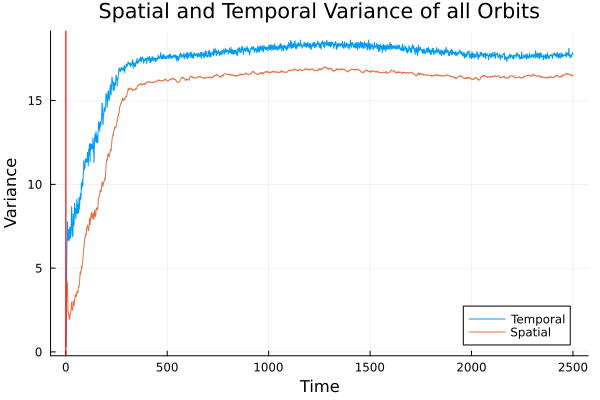 Spatial and Temporal Variance of all Orbits
Variance
15
10
5
0
Temporal
Spatial
0 500 1000 1500 2000 2500
Time